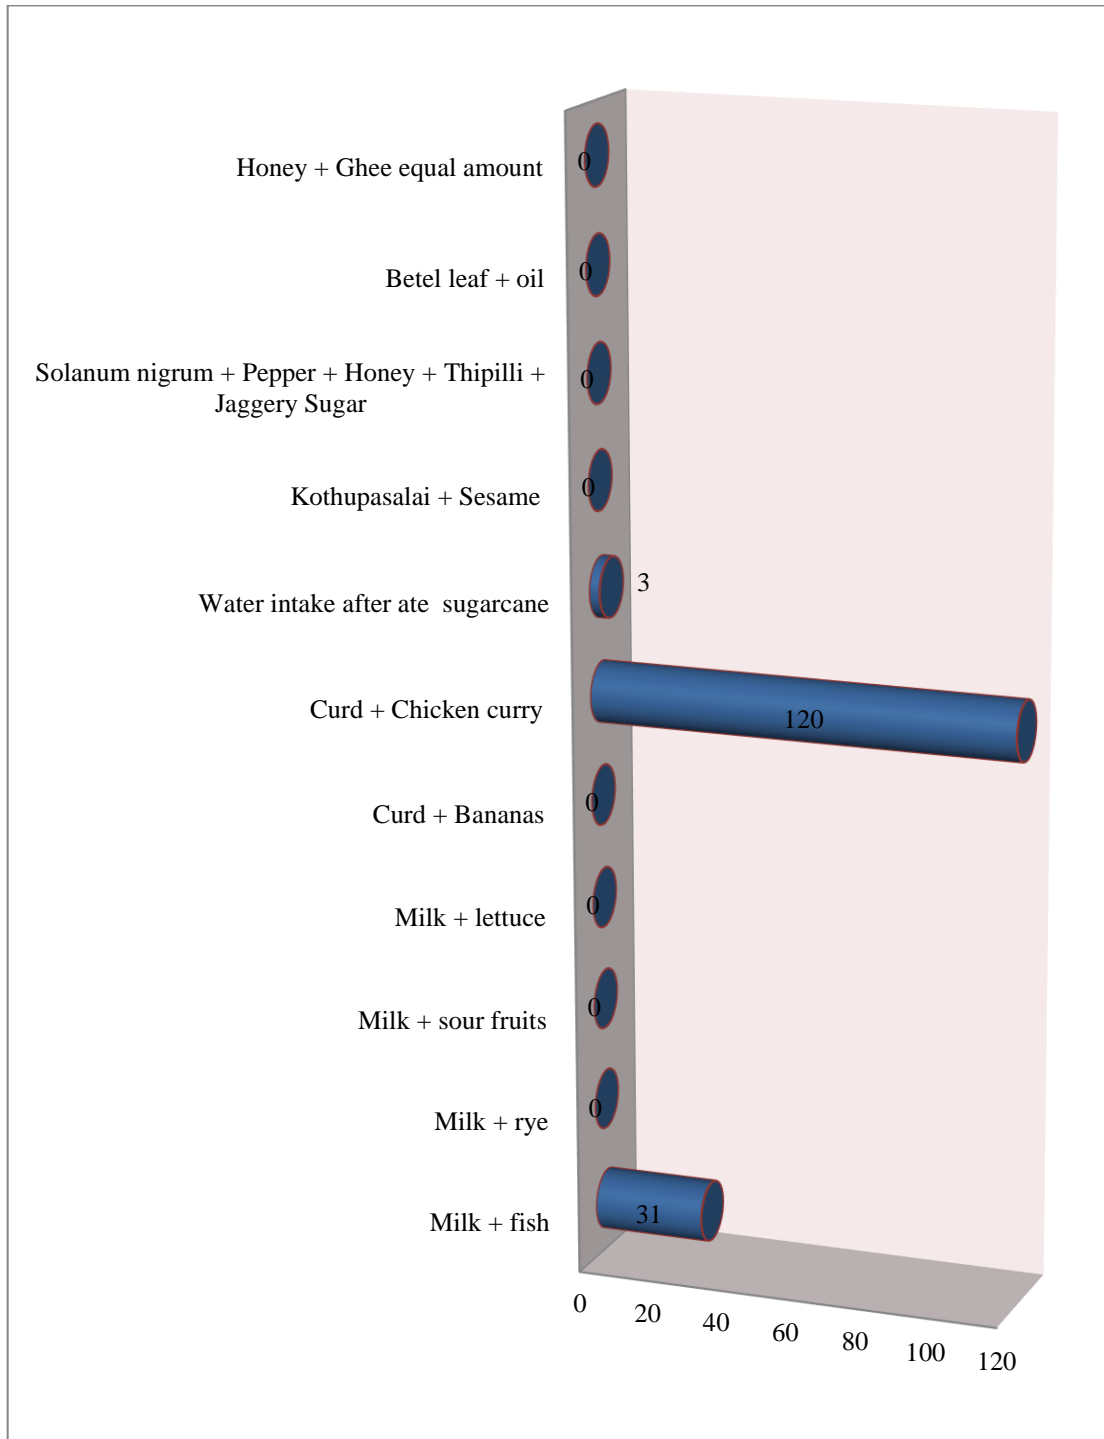 Honey + Ghee equal amount
0
Betel leaf + oil
0
Solanum nigrum + Pepper + Honey + Thipilli +
Jaggery Sugar
0
Kothupasalai + Sesame
0
Water intake after ate  sugarcane
3
Curd + Chicken curry
120
Curd + Bananas
0
Milk + lettuce
0
Milk + sour fruits
0
Milk + rye
0
Milk + fish
31
0
20
40
60
80
100
120